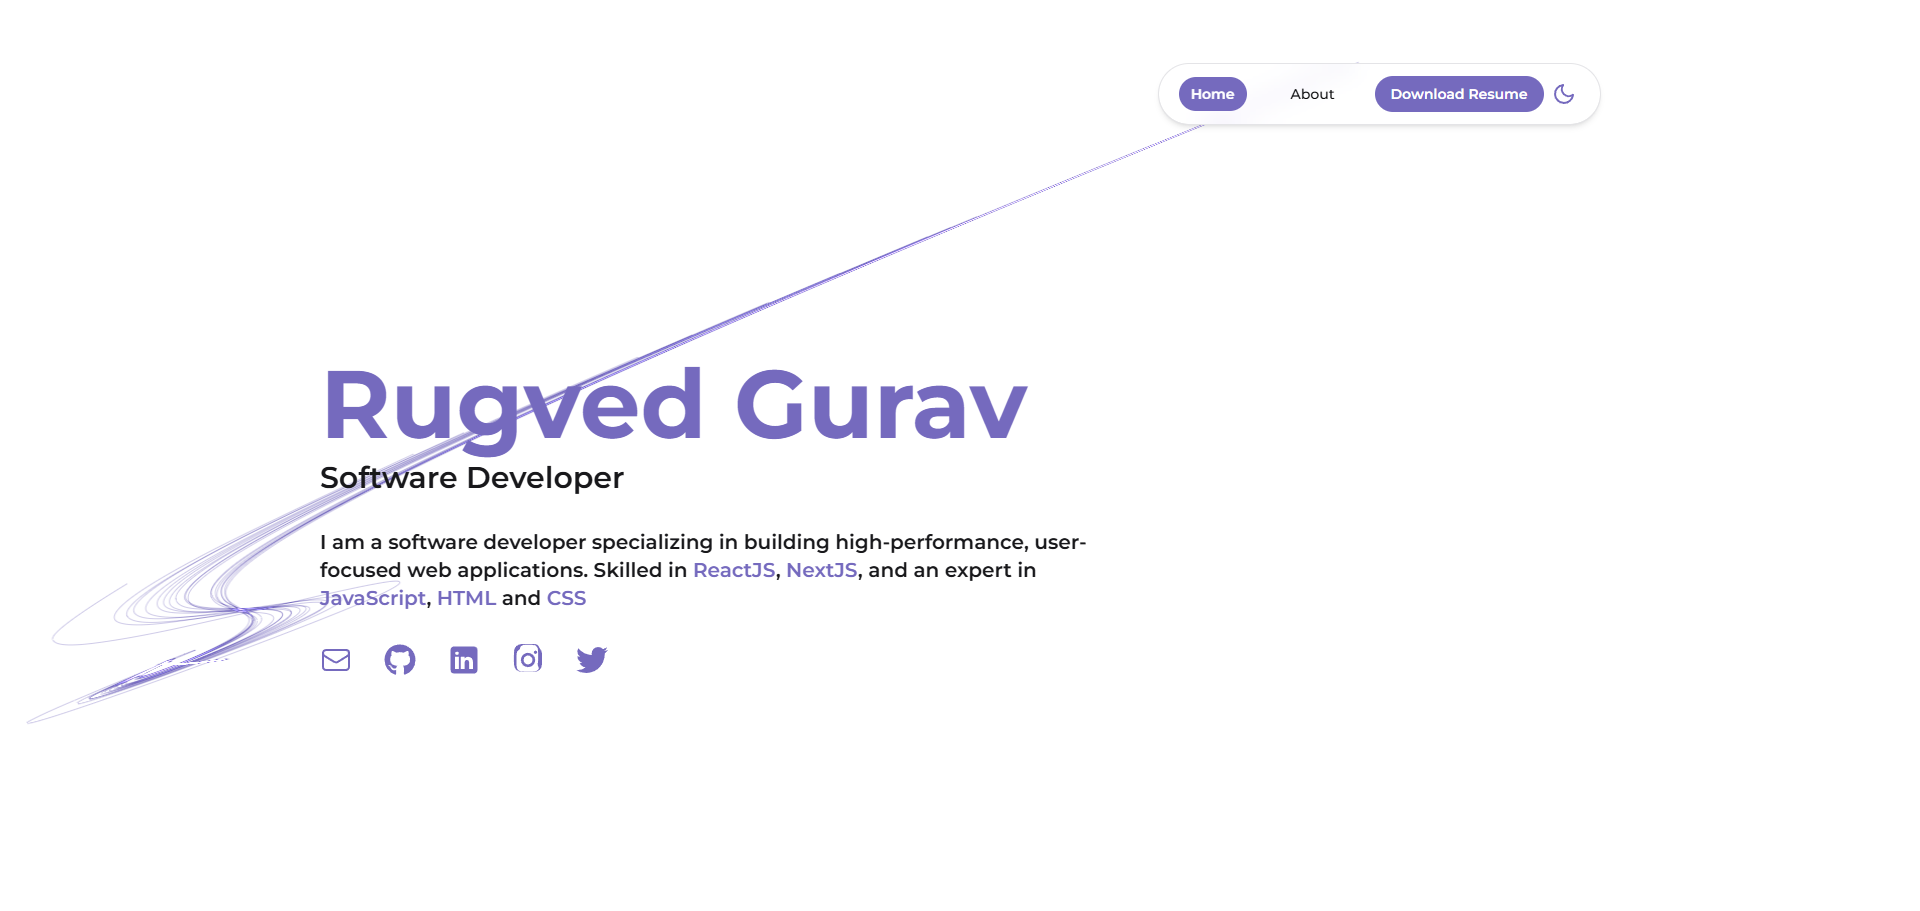 Home About Download Resume
Rugved Gurav
Software Developer
I am a software developer specializing in building high-performance, user-
focused web applications. Skilled in ReactJS, NextJS, and an expert in
JavaScript, HTML and CSS
in